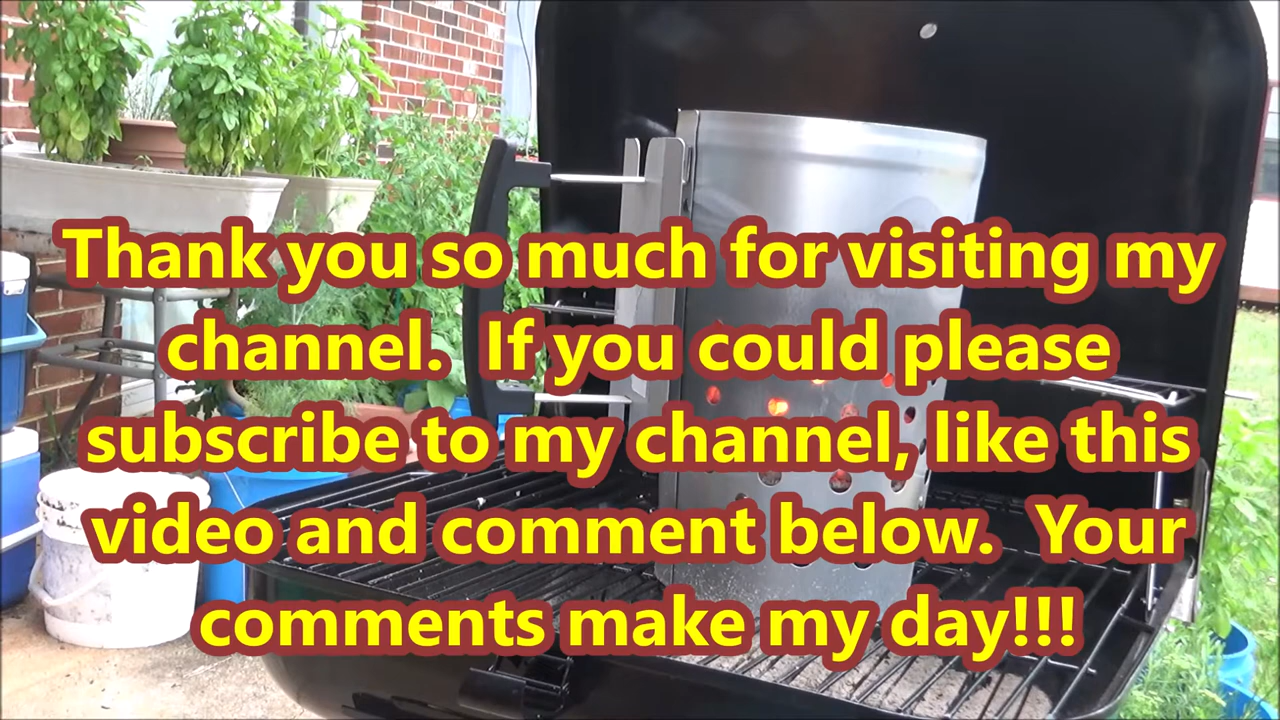 Thank you so much for visiting my
channel.  If you could please
subscribe to my channel, like this
video and comment below.  Your
comments make my day!!!